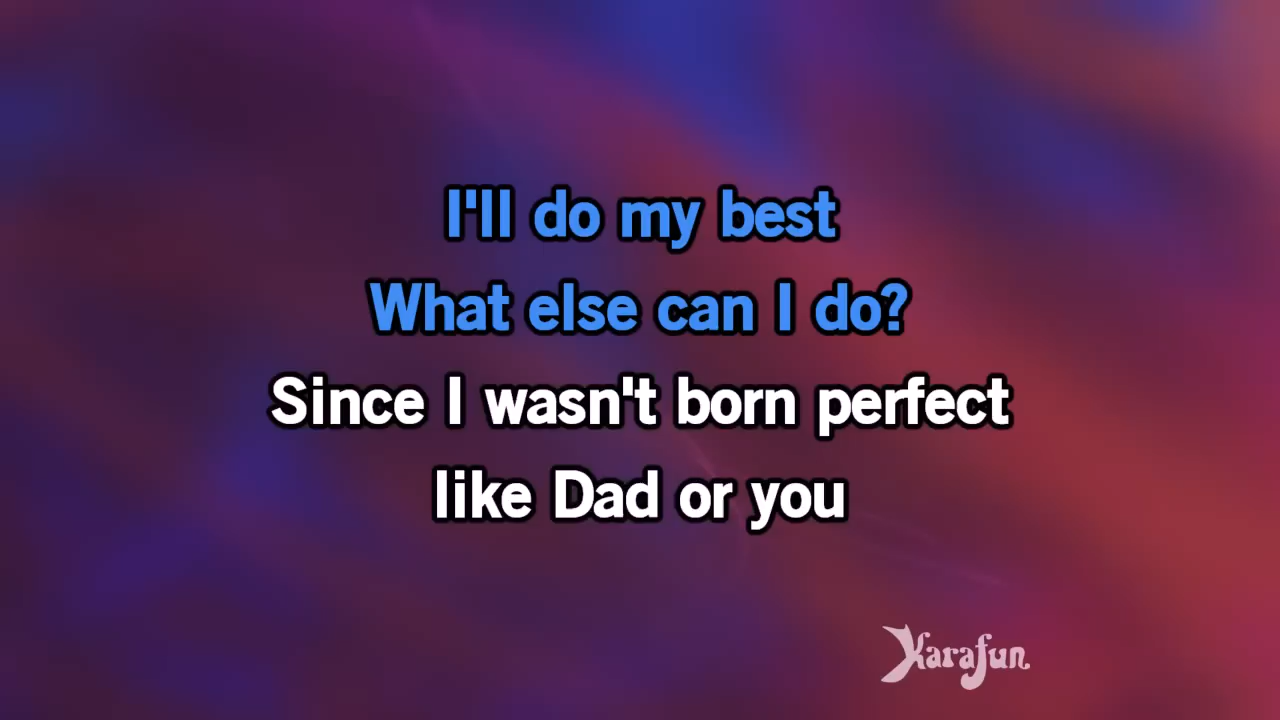 I'll do my best
What else can I do?
Since I wasn't born perfect
like Dad or you
Karafun